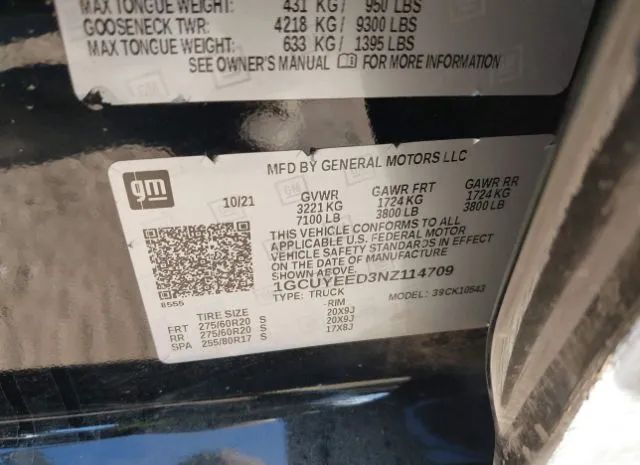 MAX TONGUE WEIGHT: 431 KG / 950 LBS
GOOSENECK TWR: 4218 KG / 9300 LBS
MAX TONGUE WEIGHT: 633 KG / 1395 LBS
SEE OWNER'S MANUAL FOR MORE INFORMATION
MFD BY GENERAL MOTORS LLC
gm
10/21 GVWR GAWR FRT GAWR RR
3221 KG 1724 KG 1724 KG
7100 LB 3800 LB 3800 LB
THIS VEHICLE CONFORMS TO ALL
APPLICABLE U.S. FEDERAL MOTOR
VEHICLE SAFETY STANDARDS IN EFFECT
ON THE DATE OF MANUFACTURE
SHOWN ABOVE.
1GCUYEED3NZ114709
TYPE: TRUCK MODEL: 39CK10543
8555
TIRE SIZE -RIM
FRT 275/60R20 S 20X9J
RR 275/60R20 S 20X9J
SPA 255/80R17 S 17X8J